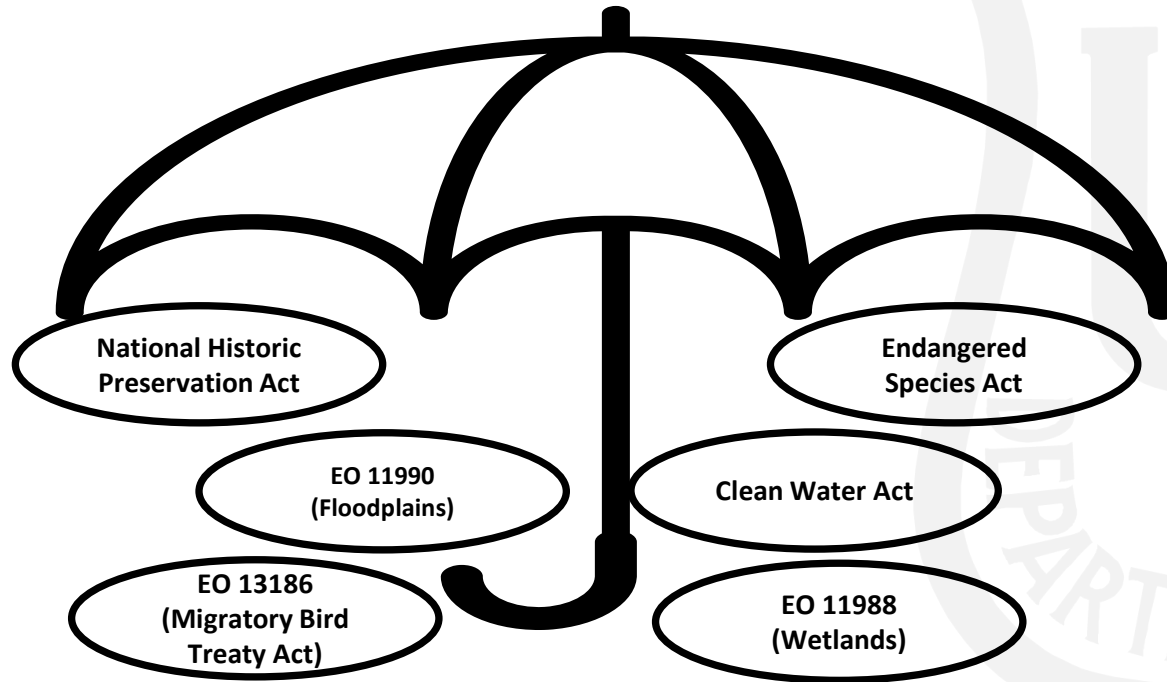 National Historic
Preservation Act
Endangered
Species Act
EO 11990
(Floodplains)
Clean Water Act
EO 13186
(Migratory Bird
Treaty Act)
EO 11988
(Wetlands)